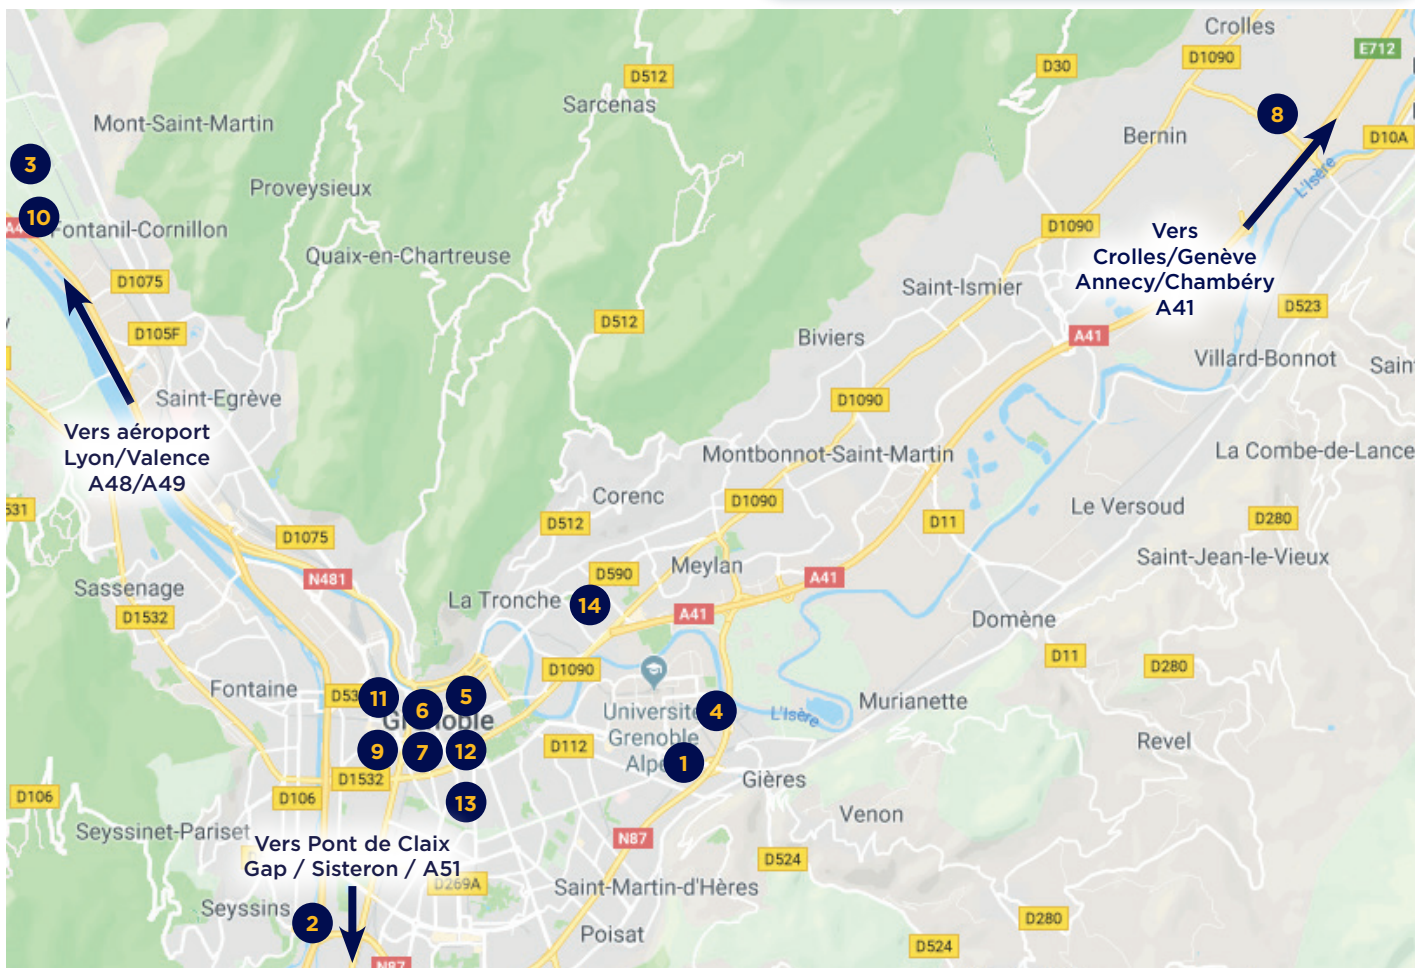 Crolles
E712
D1090
D30
D512
Sarcenas
8
Mont-Saint-Martin
Bernin
D10A
3
L'Isère
Proveysieux
10
Fontanil-Cornillon
D1090
Vers
Crolles/Genève
Annecy/Chambéry
A41
Quaix-en-Chartreuse
D1075
Saint-Ismier
D523
D512
D105F
Biviers
A41
Villard-Bonnot
Saint-Egrève
D1090
Vers aéroport
Lyon/Valence
A48/A49
Montbonnot-Saint-Martin
La Combe-de-Lance
Corenc
D1090
Le Versoud
531
D512
D11
D280
D1075
Saint-Jean-le-Vieux
Meylan
N481
D590
A41
Sassenage
La Tronche
14
A41
D1532
Domène
D11
D280
D1090
Fontaine
11
6
5
Grenoble
Université
Grenoble
Alpes
4
L'Isère
Murianette
9
7
12
D112
1
Revel
D1532
Gières
D106
D106
13
Venon
Seyssinet-Pariset
N87
Vers Pont de Claix
Gap / Sisteron / A51
D524
D269A
Saint-Martin-d'Hères
Seyssins
2
D280
Poisat
D524
N87